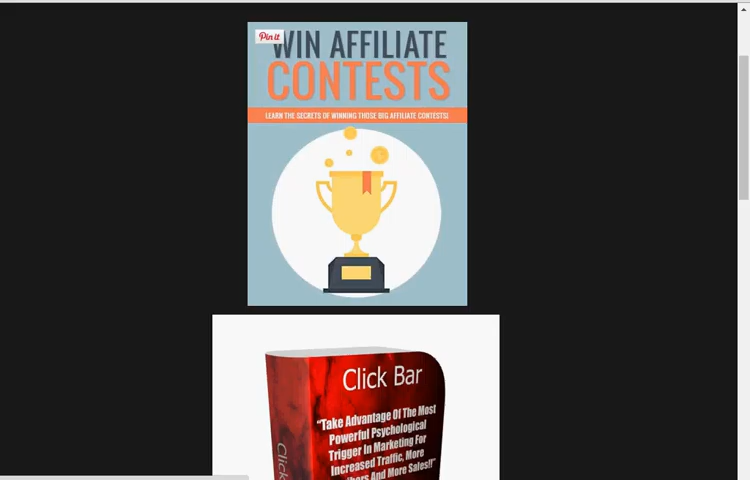 Pin it
WIN AFFILIATE
CONTESTS
LEARN THE SECRETS OF WINNING THOSE BIG AFFILIATE CONTESTS!
Click Bar
"Take Advantage Of The Most
Powerful Psychological
Trigger In Marketing For
Increased Traffic, More
And More Sales!!"
Click